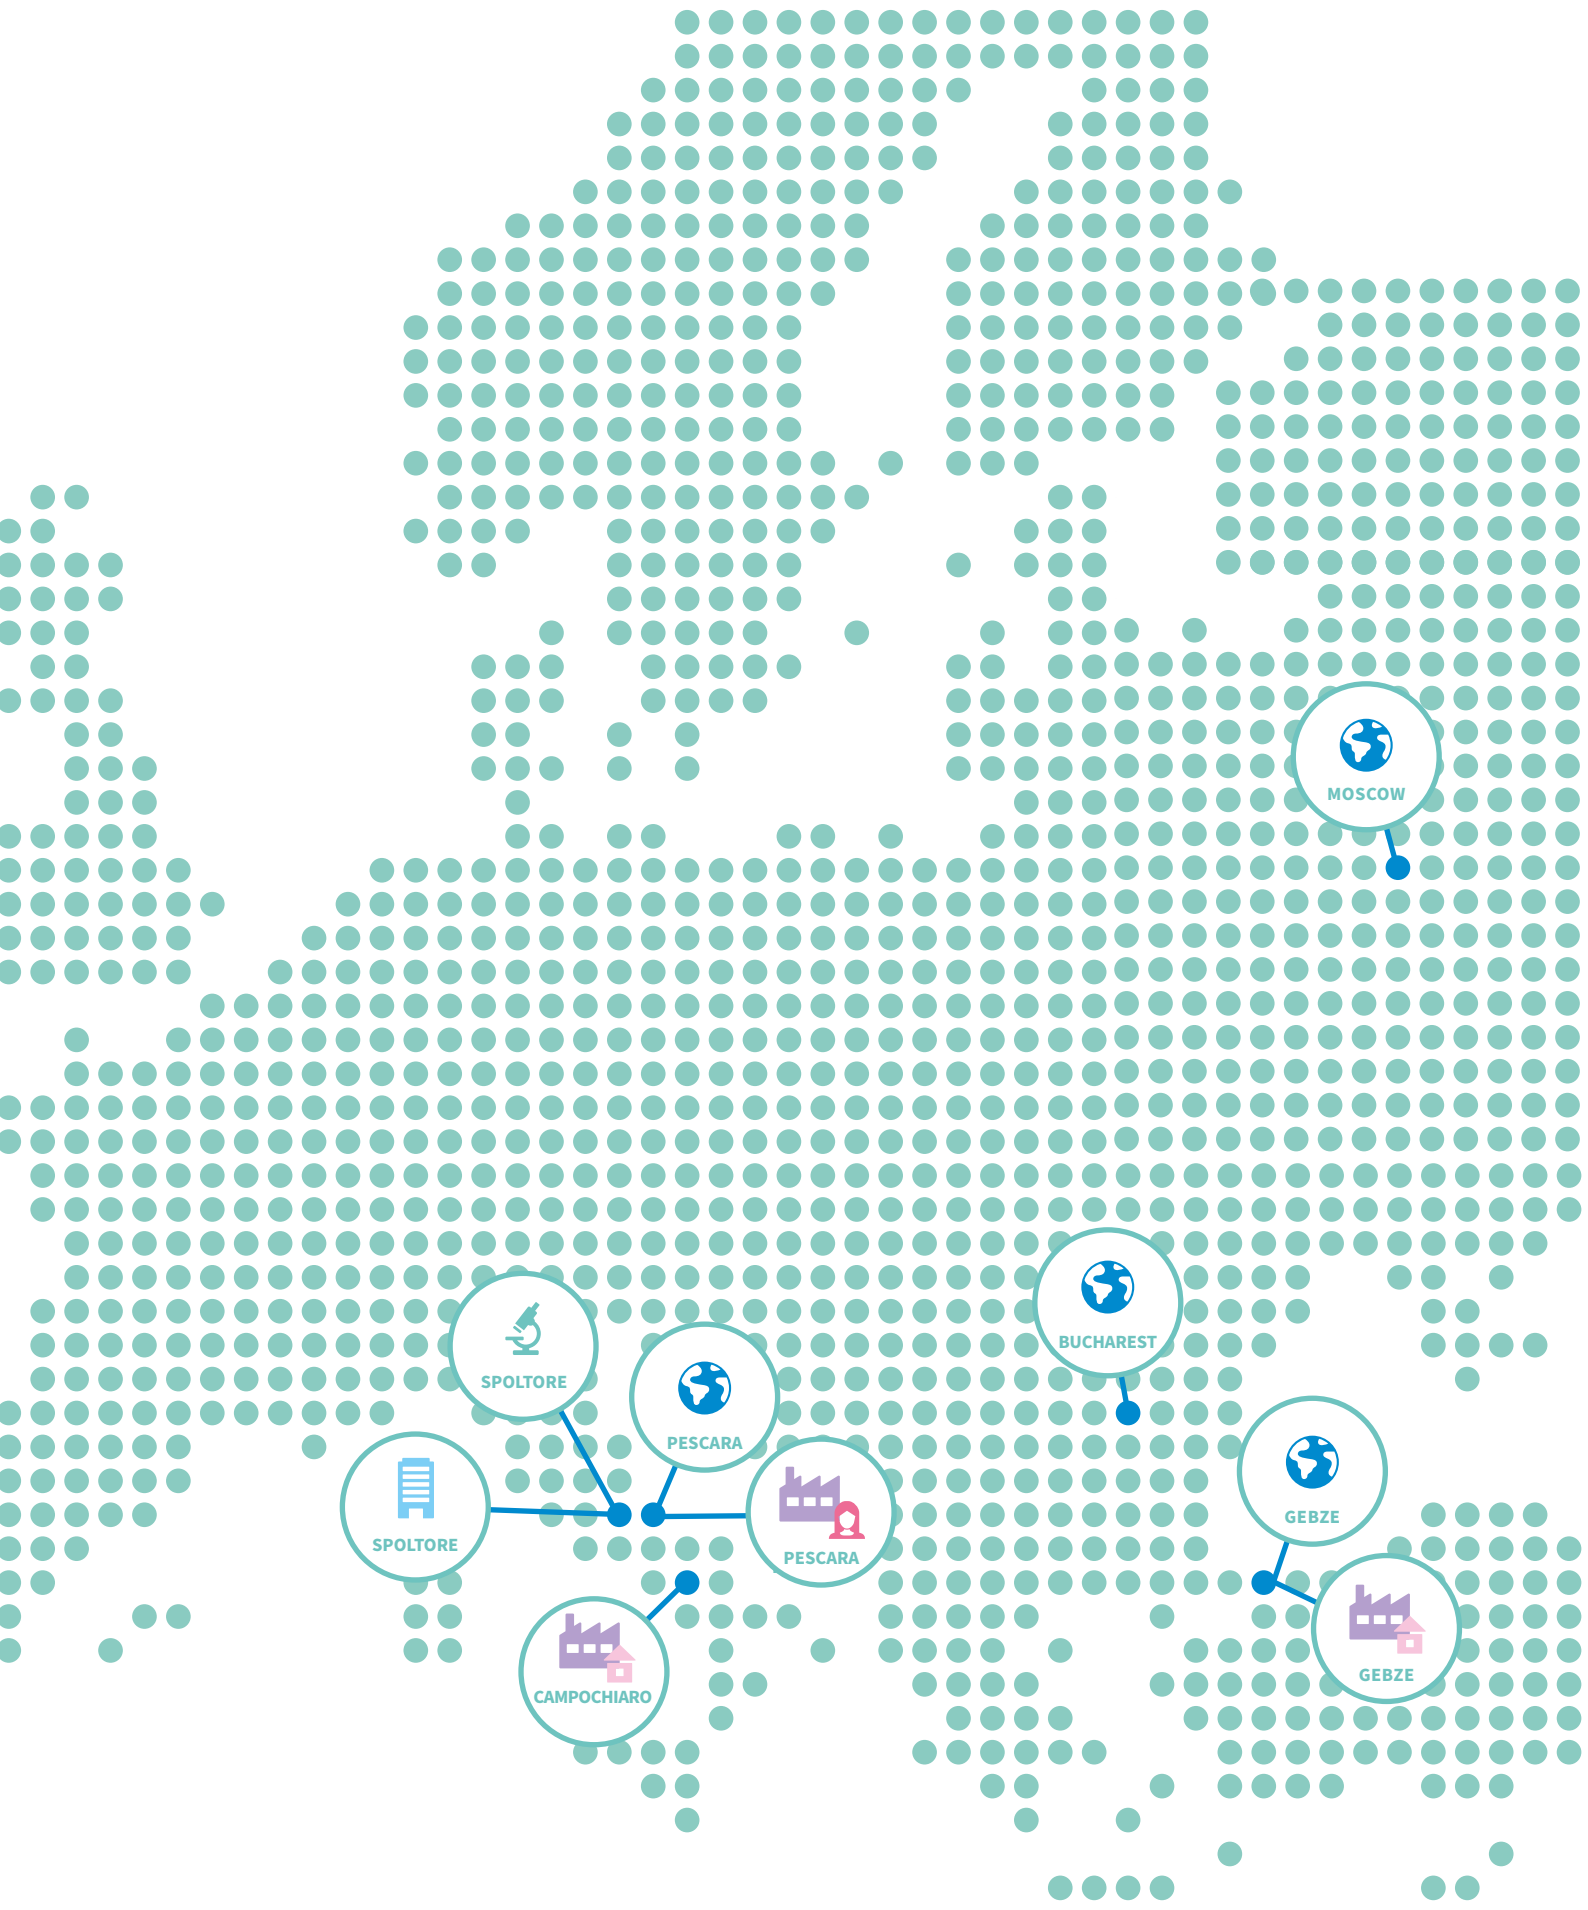 MOSCOW
BUCHAREST
SPOLTORE
PESCARA
GEBZE
SPOLTORE
PESCARA
GEBZE
CAMPOCHIARO